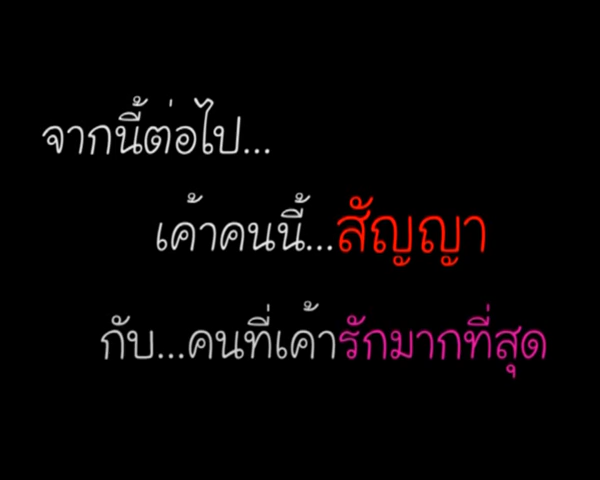 จากนี้ต่อไป...
เค้าคนนี้...สัญญา
กับ...คนที่เค้ารักมากที่สุด